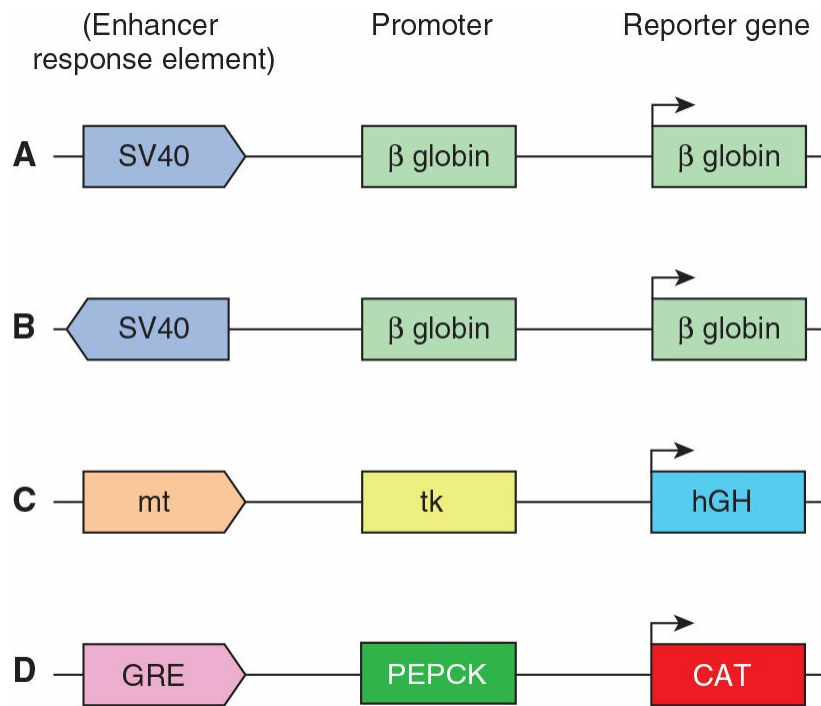 (Enhancer
response element)
Promoter
Reporter gene
A SV40 β globin β globin
B SV40 β globin β globin
C mt tk hGH
D GRE PEPCK CAT